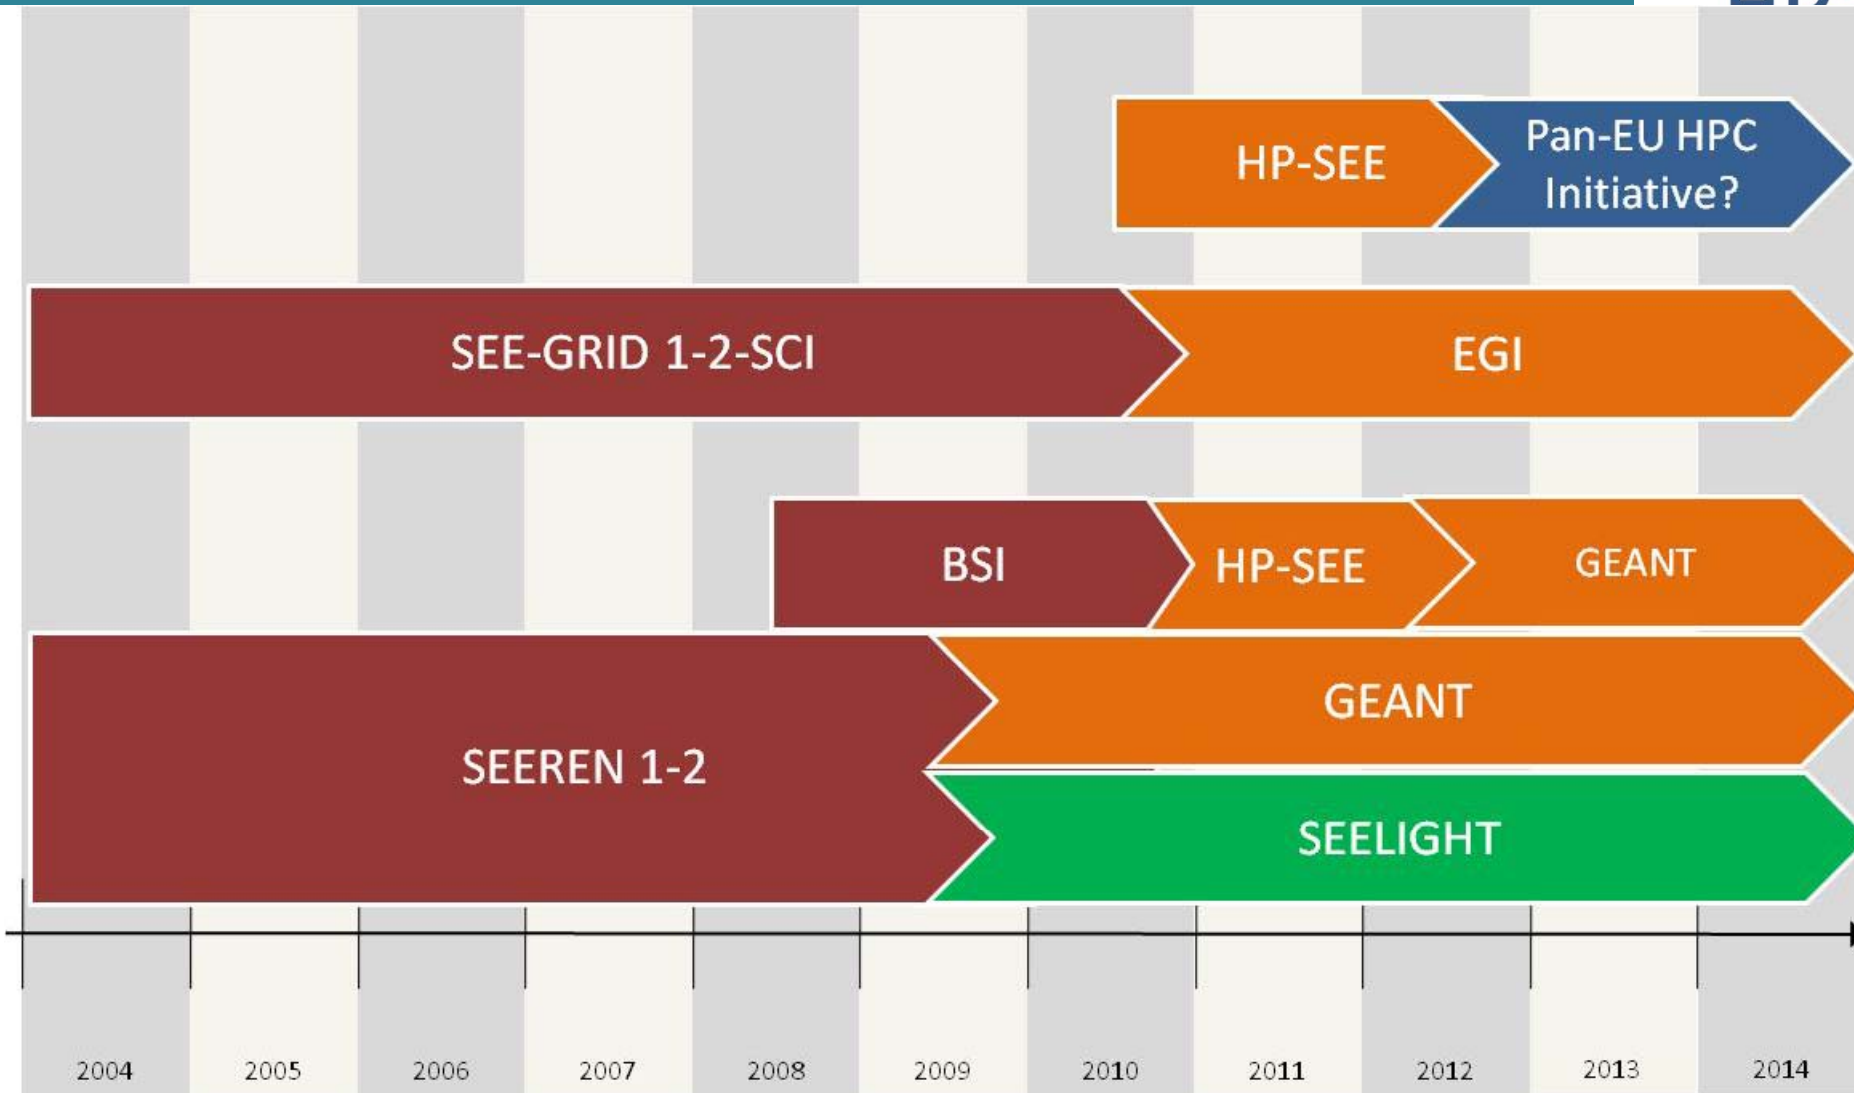 HP-SEE
Pan-EU HPC
Initiative?
SEE-GRID 1-2-SCI
EGI
BSI
HP-SEE
GEANT
SEEREN 1-2
GEANT
SEELIGHT
2004 2005 2006 2007 2008 2009 2010 2011 2012 2013 2014